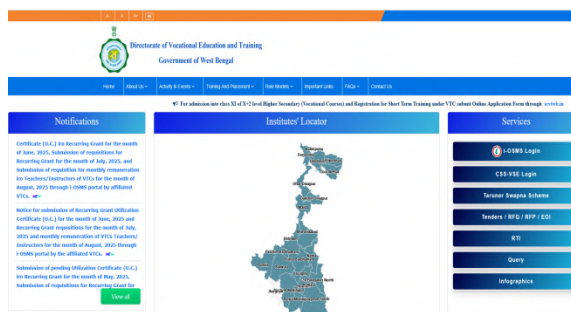 A- A A+
Directorate of Vocational Education and Training
Government of West Bengal
Home About Us Activity & Events Training And Placement Role Models Important Links FAQs Contact Us
For admission into class XI of X+2 level Higher Secondary (Vocational Courses) and Registration for Short Term Training under VTC submit Online Application Form through sctvesd.in
Notifications
Certificate (U.C.) iro Recurring Grant for the month
of June, 2025, Submission of requisitions for
Recurring Grant for the month of July, 2025, and
Submission of requisition for monthly remuneration
iro Teachers/Instructors of VTCs for the month of
August, 2025 through i-OSMS portal by affiliated
VTCs.
Notice for submission of Recurring Grant Utilization
Certificate (U.C.) for the month of June, 2025 and
Recurring Grant requisitions for the month of July,
2025 and monthly remuneration of VTCs Teachers/
Instructors for the month of August, 2025 through
i-OSMS portal by the affiliated VTCs.
Submission of pending Utilization Certificate (U.C.)
iro Recurring Grant for the month of May, 2025,
Submission of requisitions for Recurring Grant for
View all
Institutes' Locator
Services
i-OSMS Login
CSS-VSE Login
Taruner Swapna Scheme
Tenders / RFQ / RFP / EOI
RTI
Query
Infographics